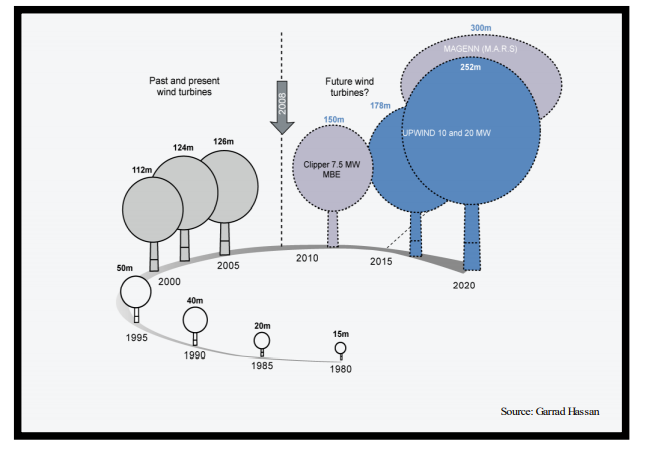 300m
MAGENN (M.A.R.S)
252m
Past and present
wind turbines
2008
Future wind
turbines?
178m
150m
UPWIND 10 and 20 MW
126m
124m
112m
Clipper 7.5 MW
MBE
2000
2005
2010
2015
2020
50m
40m
20m
15m
1995
1990
1985
1980
Source: Garrad Hassan